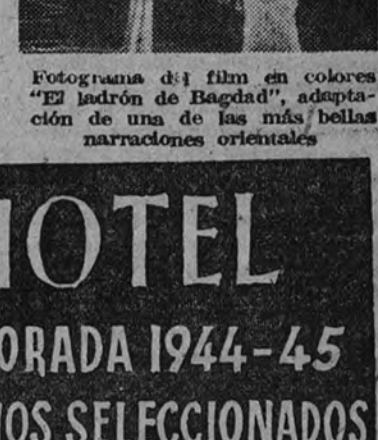 Fotograma del film en colores
"El ladrón de Bagdad", adapta-
ción de una de las más bellas
narraciones orientales
HOTEL
ORADA 1944-45
OS SELECCIONADOS